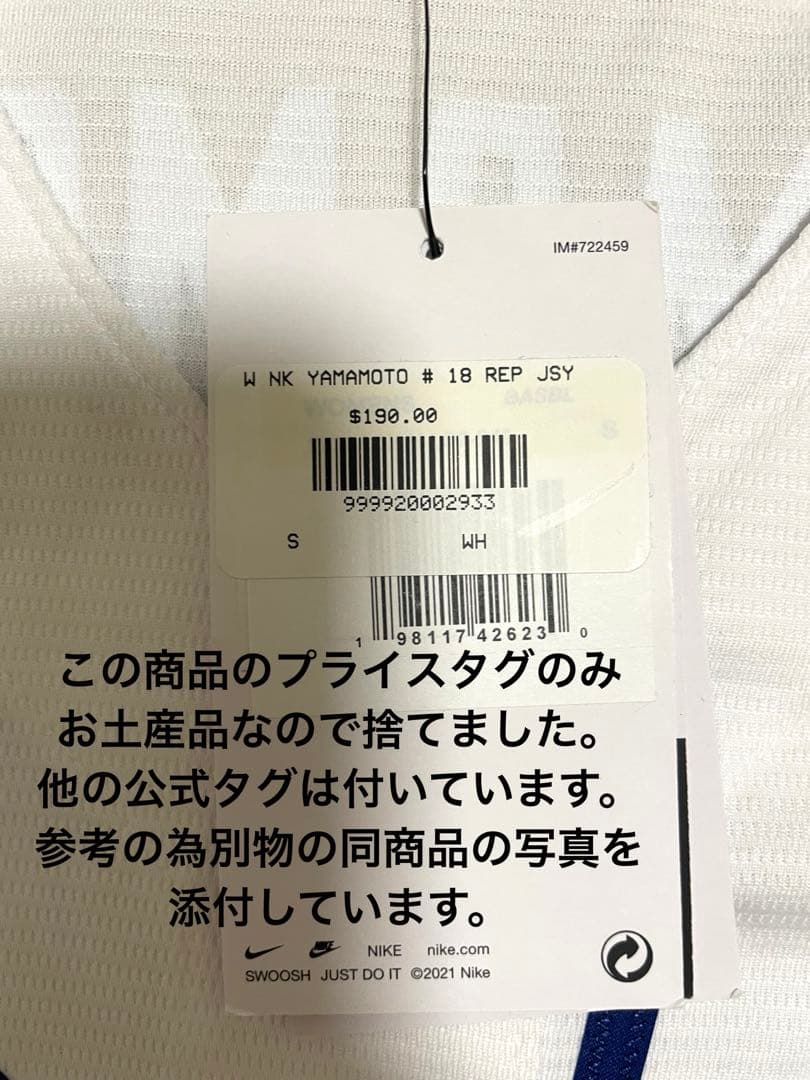 IM#722459
W NK YAMAMOTO # 18 REP JSY
$190.00
999920002933
S WH
1 98117 42623 0
この商品のプライスタグのみ
お土産品なので捨てました。
他の公式タグは付いています。
参考の為別物の同商品の写真を
添付しています。
NIKE nike.com
SWOOSH JUST DO IT ©2021 Nike